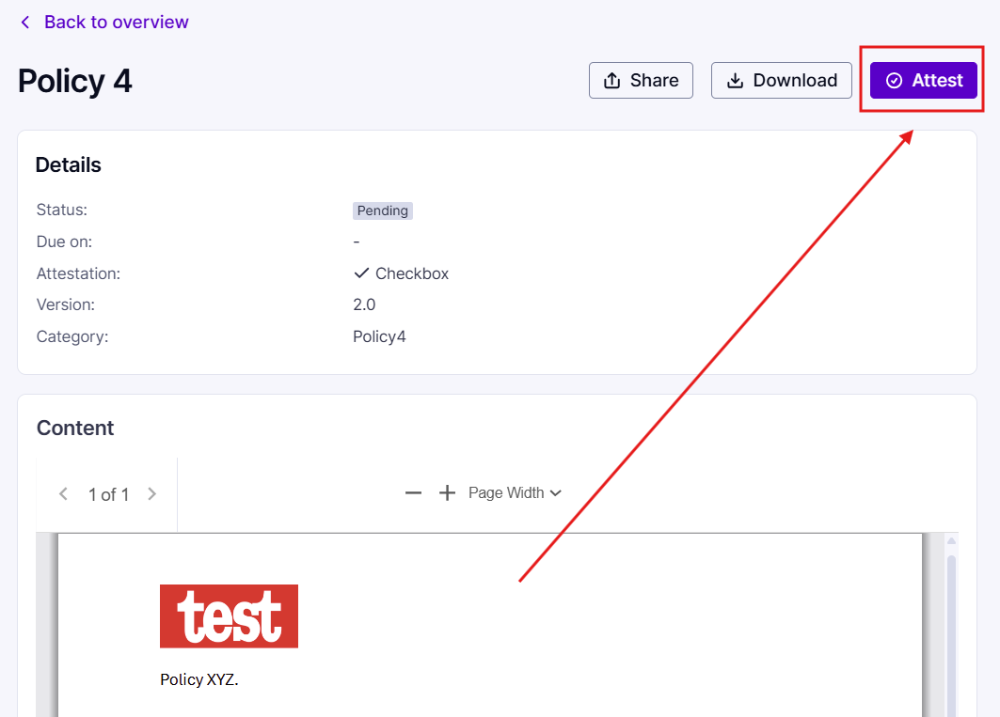 Back to overview
Policy 4
Share
Download
Attest
Details
Status: Pending
Due on: -
Attestation: Checkbox
Version: 2.0
Category: Policy4
Content
1 of 1
Page Width
test
Policy XYZ.